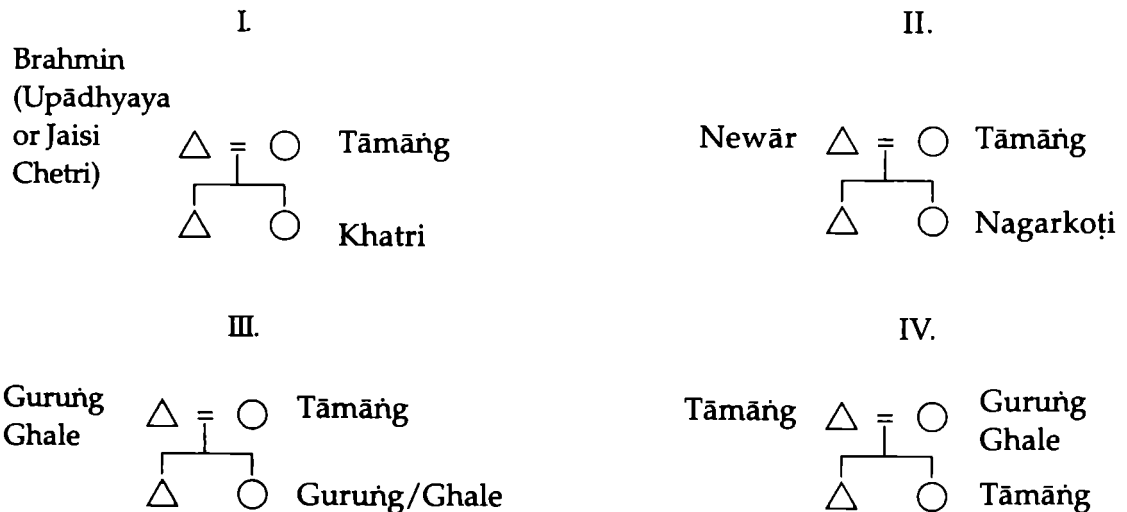 I.
Brahmin
(Upādhyaya
or Jaisi
Chetri)
=
Tāmāṅg
Khatri
II.
Newār
=
Tāmāṅg
Nagarkoṭi
III.
Guruṅg
Ghale
=
Tāmāṅg
Guruṅg/Ghale
IV.
Tāmāṅg
=
Guruṅg
Ghale
Tāmāṅg